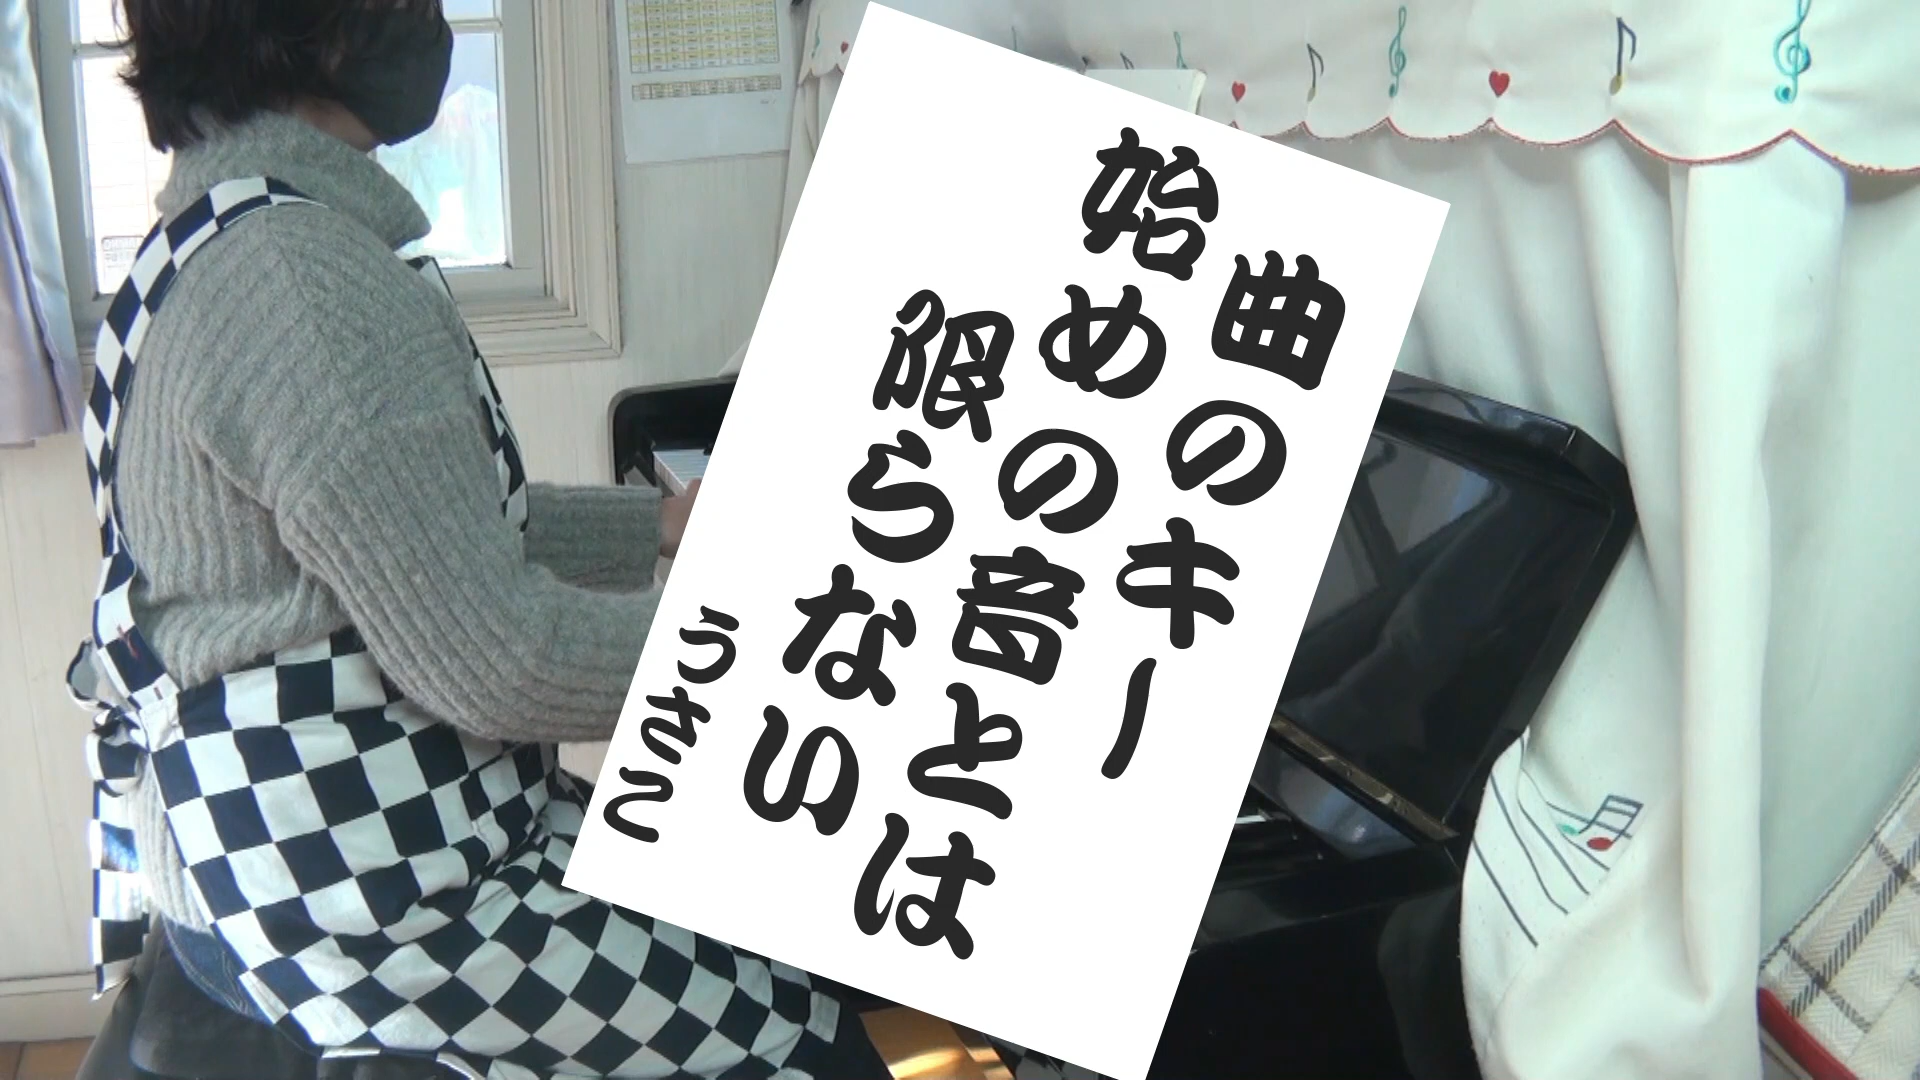 曲のキー
始めの音とは
限らない
うさこ